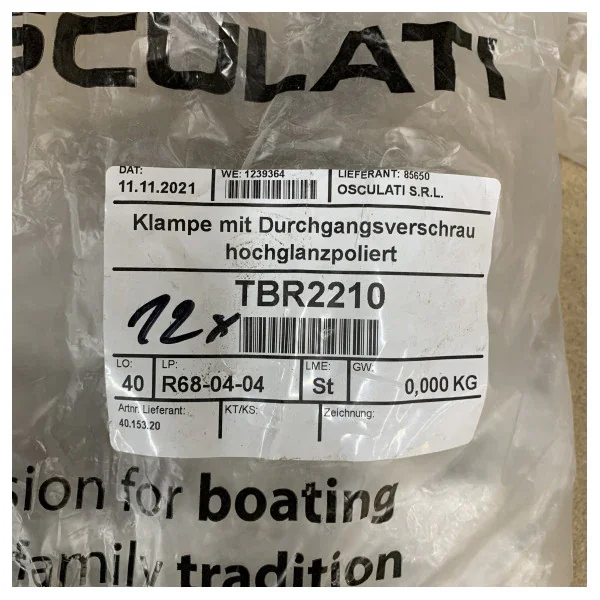 SCULATI
DAT: WE: 1239364 LIEFERANT: 85650
11.11.2021 OSCULATI S.R.L.
Klampe mit Durchgangsverschrau
hochglanzpoliert
TBR2210
12x
LO: LP: LME: GW:
40 R68-04-04 St 0,000 KG
Artnr. Lieferant: KT/KS: Zeichnung:
40.153.20
sion for boating
family tradition